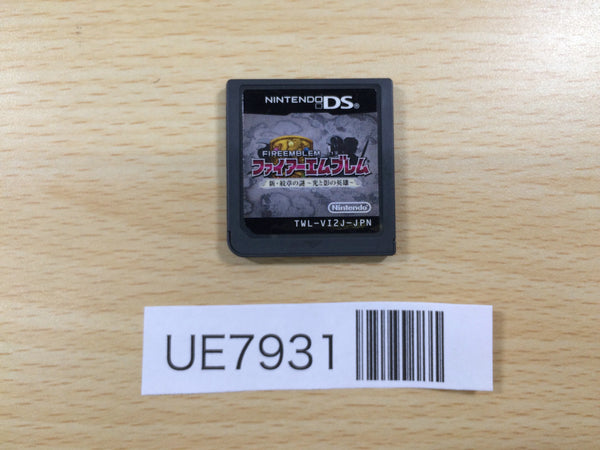 NINTENDO DS®
FIREEMBLEM
ファイアーエムブレム
新・紋章の謎 ~光と影の英雄~
Nintendo
TWL-VI2J-JPN
UE7931